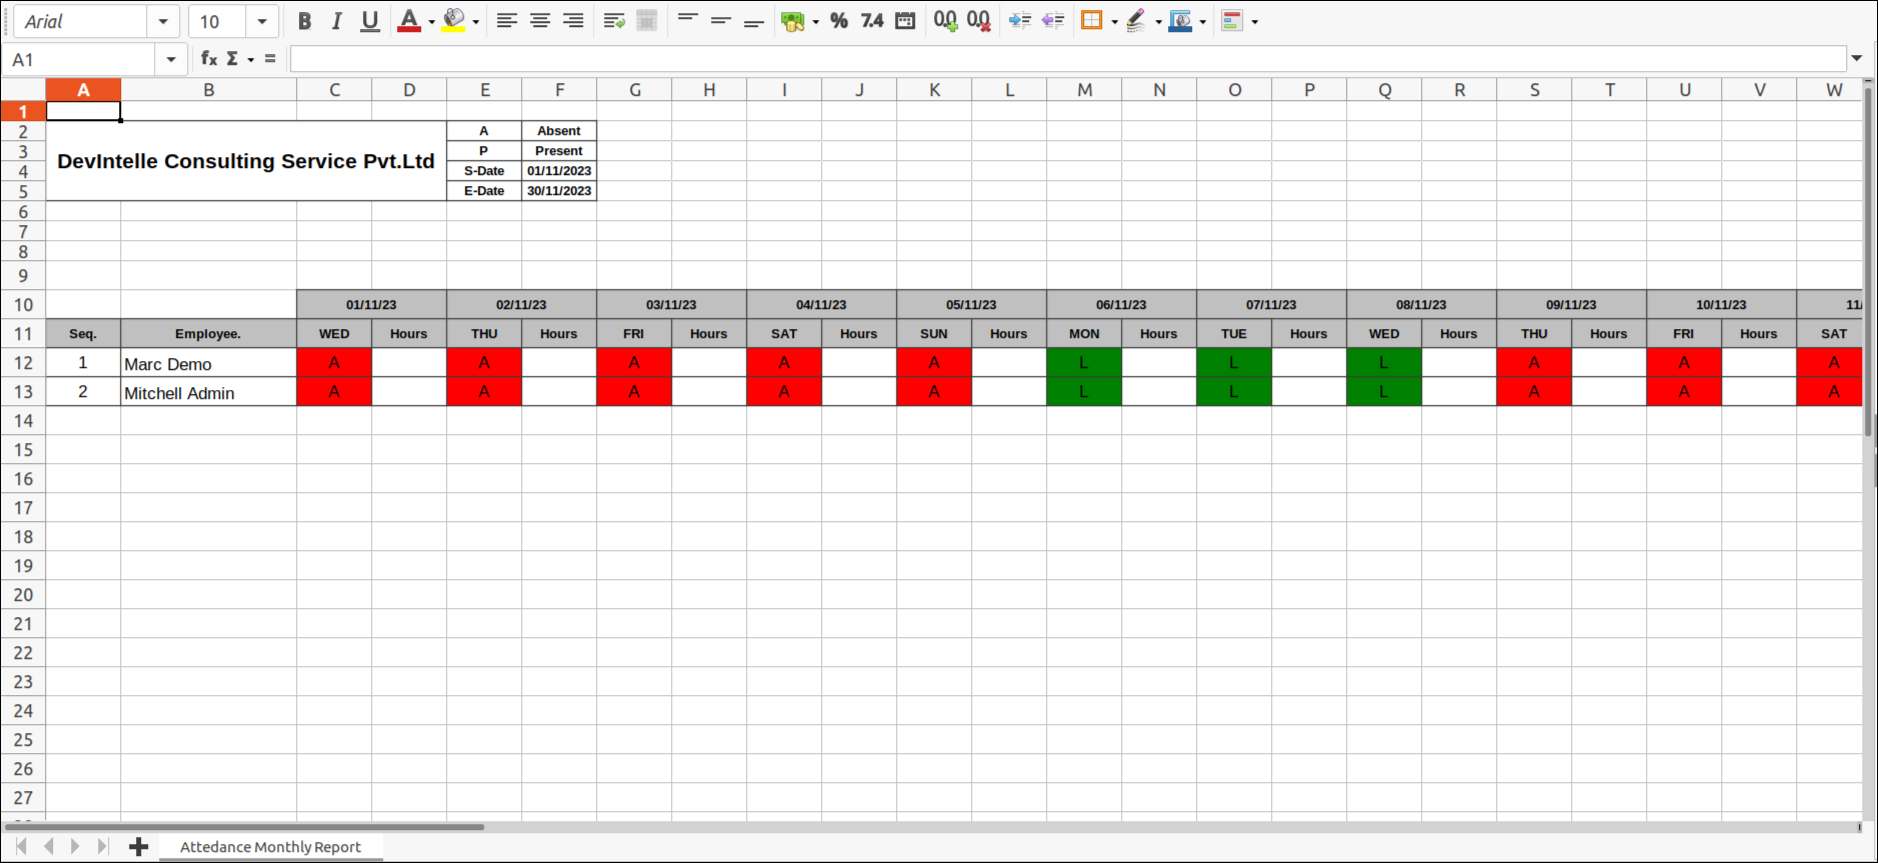 Arial 10 B I U A % 7.4 0.0 0.0
A1 fx Σ =
A B C D E F G H I J K L M N O P Q R S T U V W
1
2 A Absent
3 P Present
DevIntelle Consulting Service Pvt.Ltd
4 S-Date 01/11/2023
5 E-Date 30/11/2023
6
7
8
9
10 01/11/23 02/11/23 03/11/23 04/11/23 05/11/23 06/11/23 07/11/23 08/11/23 09/11/23 10/11/23 11/
11 Seq. Employee. WED Hours THU Hours FRI Hours SAT Hours SUN Hours MON Hours TUE Hours WED Hours THU Hours FRI Hours SAT
12 1 Marc Demo A A A A A L L L A A A
13 2 Mitchell Admin A A A A A L L L A A A
14
15
16
17
18
19
20
21
22
23
24
25
26
27
Attedance Monthly Report